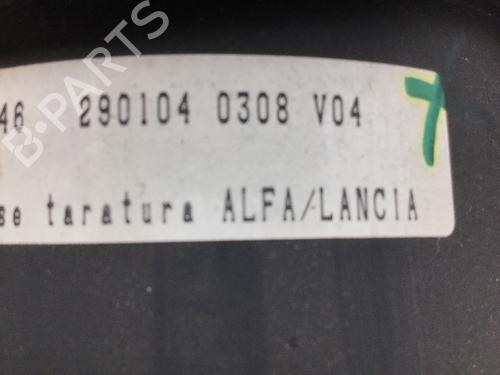 46 290104 0308 V04
7
se taratura ALFA/LANCIA
B-PARTS